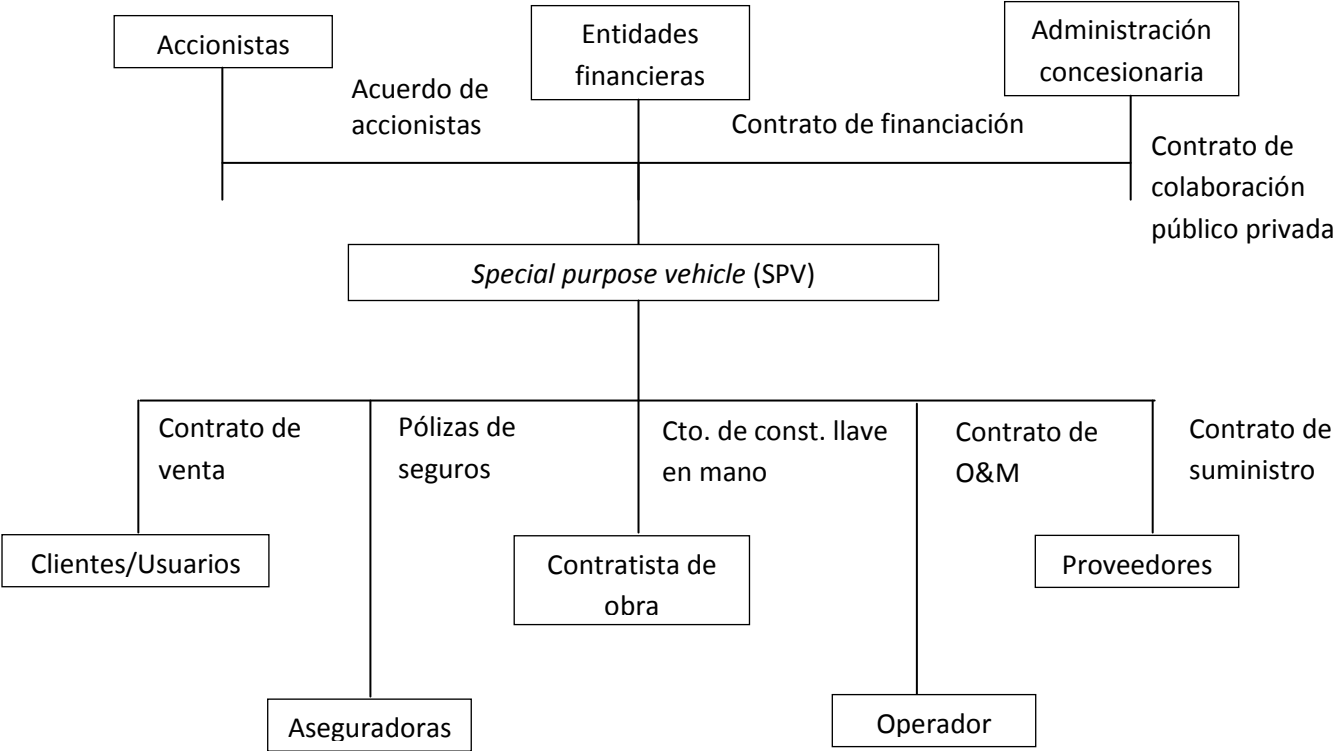 Accionistas
Entidades
financieras
Administración
concesionaria
Acuerdo de
accionistas
Contrato de financiación
Contrato de
colaboración
público privada
Special purpose vehicle (SPV)
Contrato de
venta
Pólizas de
seguros
Cto. de const. llave
en mano
Contrato de
O&M
Contrato de
suministro
Clientes/Usuarios
Contratista de
obra
Proveedores
Aseguradoras
Operador